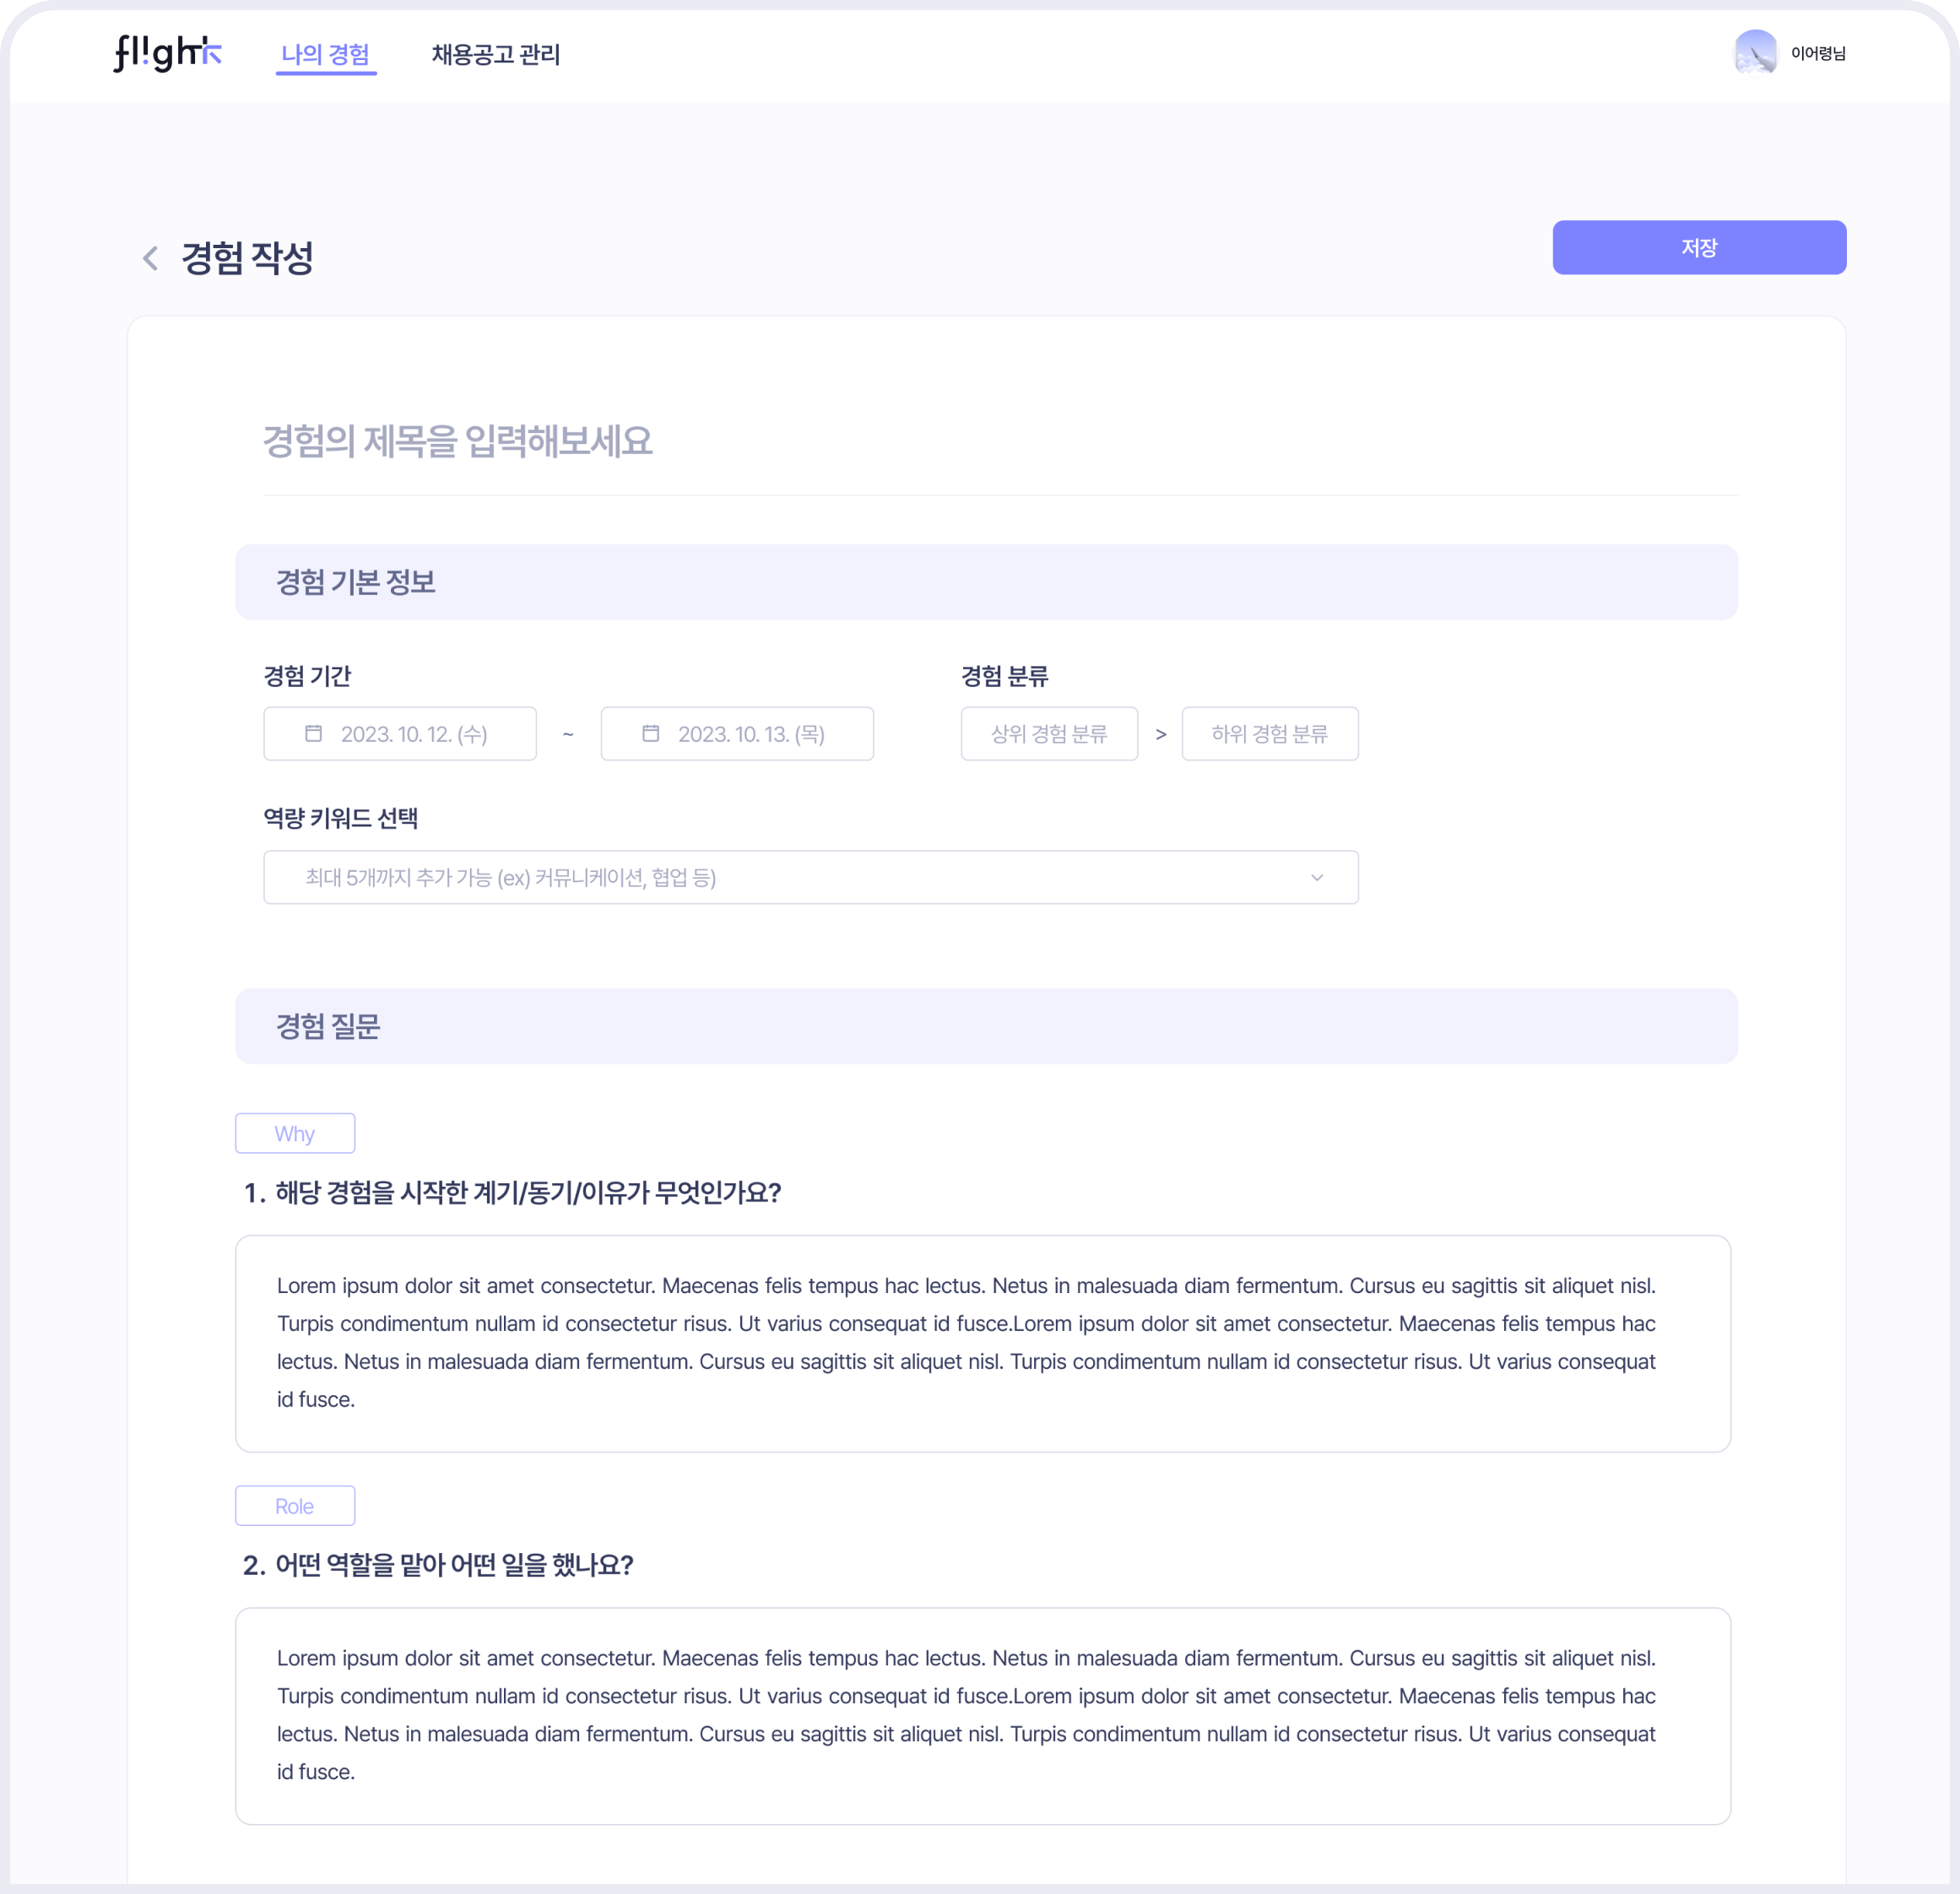 fl!ght
나의 경험
채용공고 관리
이어령님
경험 작성
저장
경험의 제목을 입력해보세요
경험 기본 정보
경험 기간
경험 분류
2023. 10. 12. (수)
~
2023. 10. 13. (목)
상위 경험 분류
>
하위 경험 분류
역량 키워드 선택
최대 5개까지 추가 가능 (ex) 커뮤니케이션, 협업 등)
경험 질문
Why
1. 해당 경험을 시작한 계기/동기/이유가 무엇인가요?
Lorem ipsum dolor sit amet consectetur. Maecenas felis tempus hac lectus. Netus in malesuada diam fermentum. Cursus eu sagittis sit aliquet nisl.
Turpis condimentum nullam id consectetur risus. Ut varius consequat id fusce.Lorem ipsum dolor sit amet consectetur. Maecenas felis tempus hac
lectus. Netus in malesuada diam fermentum. Cursus eu sagittis sit aliquet nisl. Turpis condimentum nullam id consectetur risus. Ut varius consequat
id fusce.
Role
2. 어떤 역할을 맡아 어떤 일을 했나요?
Lorem ipsum dolor sit amet consectetur. Maecenas felis tempus hac lectus. Netus in malesuada diam fermentum. Cursus eu sagittis sit aliquet nisl.
Turpis condimentum nullam id consectetur risus. Ut varius consequat id fusce.Lorem ipsum dolor sit amet consectetur. Maecenas felis tempus hac
lectus. Netus in malesuada diam fermentum. Cursus eu sagittis sit aliquet nisl. Turpis condimentum nullam id consectetur risus. Ut varius consequat
id fusce.